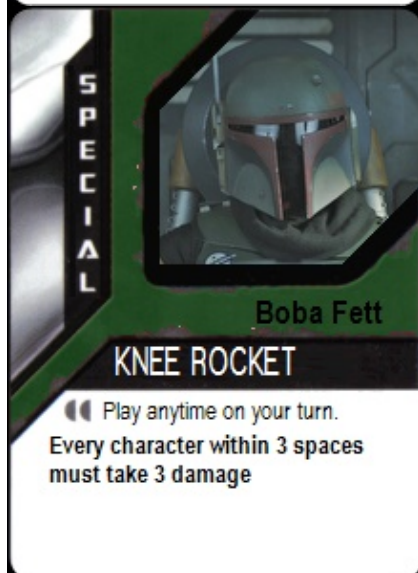 SPECIAL
Boba Fett
KNEE ROCKET
Play anytime on your turn.
Every character within 3 spaces
must take 3 damage